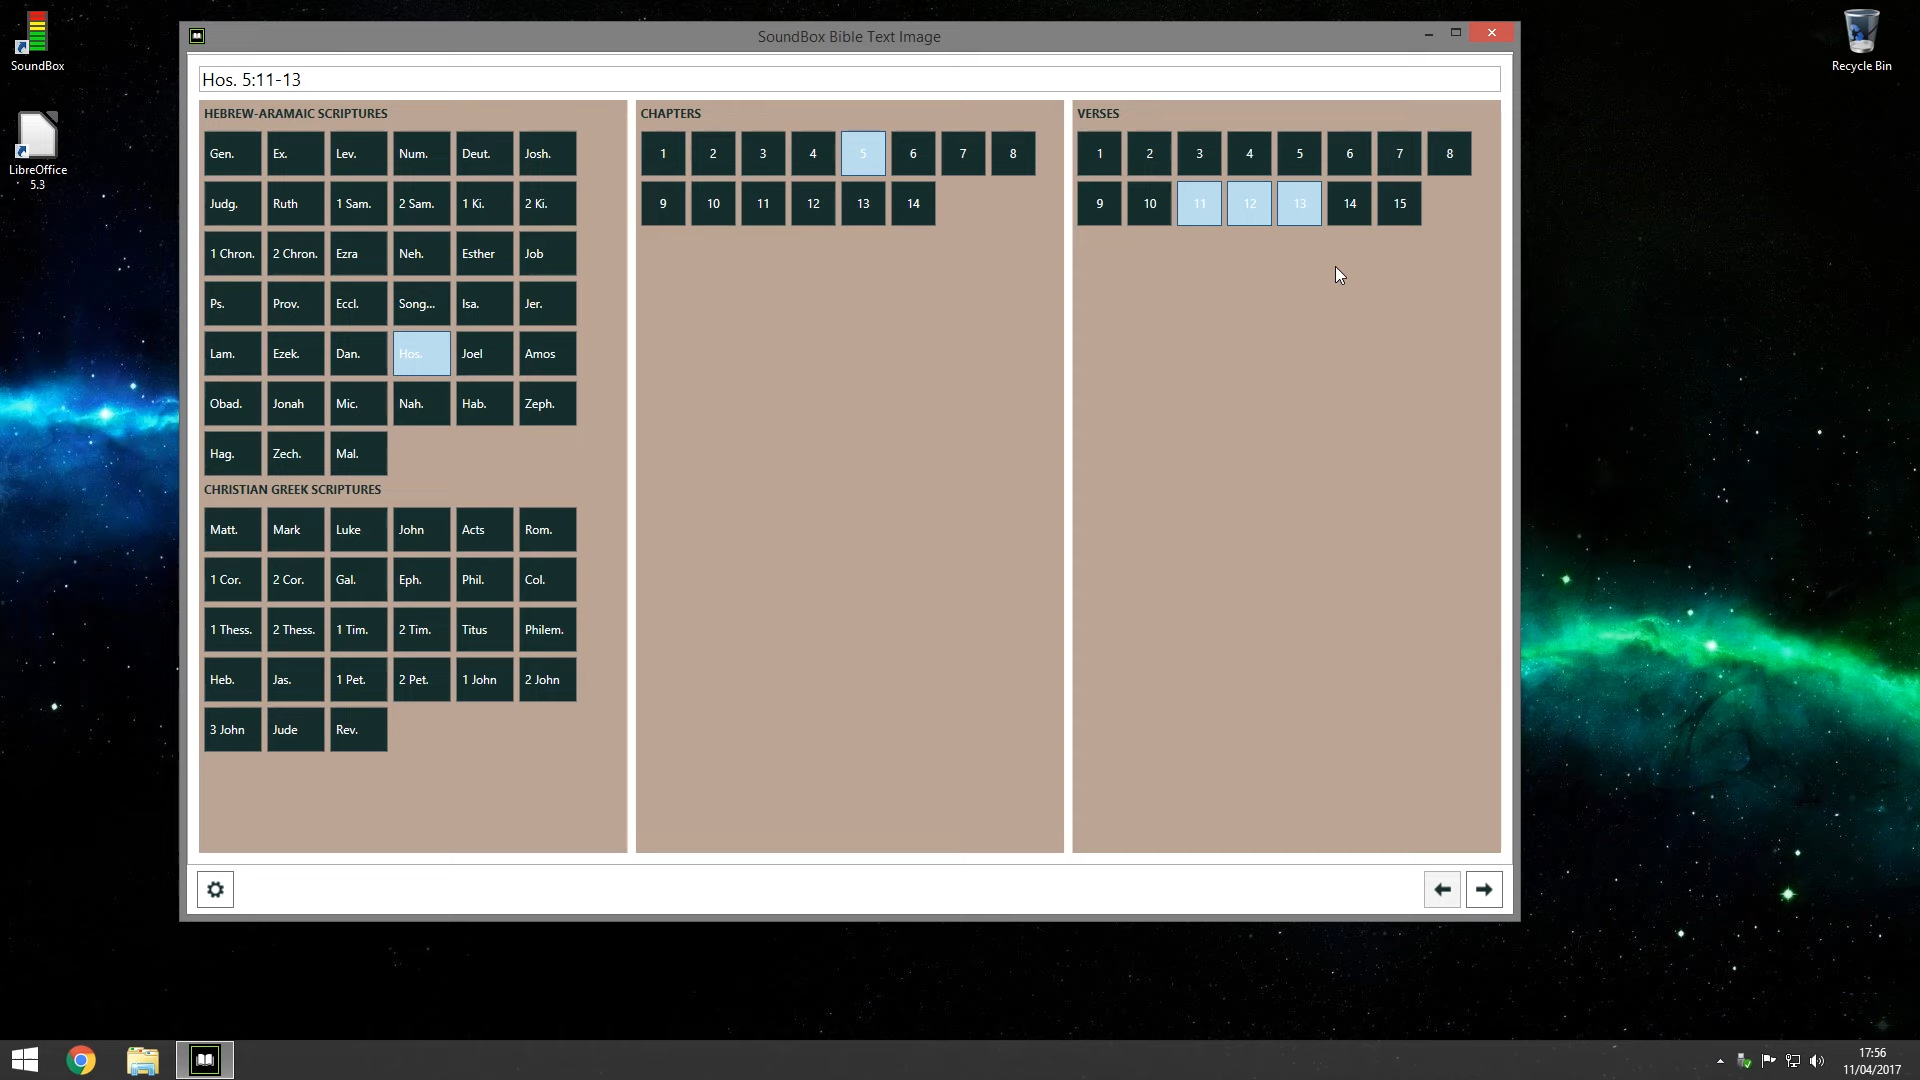 SoundBox Bible Text Image
SoundBox
Recycle Bin
LibreOffice
5.3
Hos. 5:11-13
HEBREW-ARAMAIC SCRIPTURES
Gen. Ex. Lev. Num. Deut. Josh.
Judg. Ruth 1 Sam. 2 Sam. 1 Ki. 2 Ki.
1 Chron. 2 Chron. Ezra Neh. Esther Job
Ps. Prov. Eccl. Song... Isa. Jer.
Lam. Ezek. Dan. Hos. Joel Amos
Obad. Jonah Mic. Nah. Hab. Zeph.
Hag. Zech. Mal.
CHRISTIAN GREEK SCRIPTURES
Matt. Mark Luke John Acts Rom.
1 Cor. 2 Cor. Gal. Eph. Phil. Col.
1 Thess. 2 Thess. 1 Tim. 2 Tim. Titus Philem.
Heb. Jas. 1 Pet. 2 Pet. 1 John 2 John
3 John Jude Rev.
CHAPTERS
1 2 3 4 5 6 7 8
9 10 11 12 13 14
VERSES
1 2 3 4 5 6 7 8
9 10 11 12 13 14 15
17:56
11/04/2017